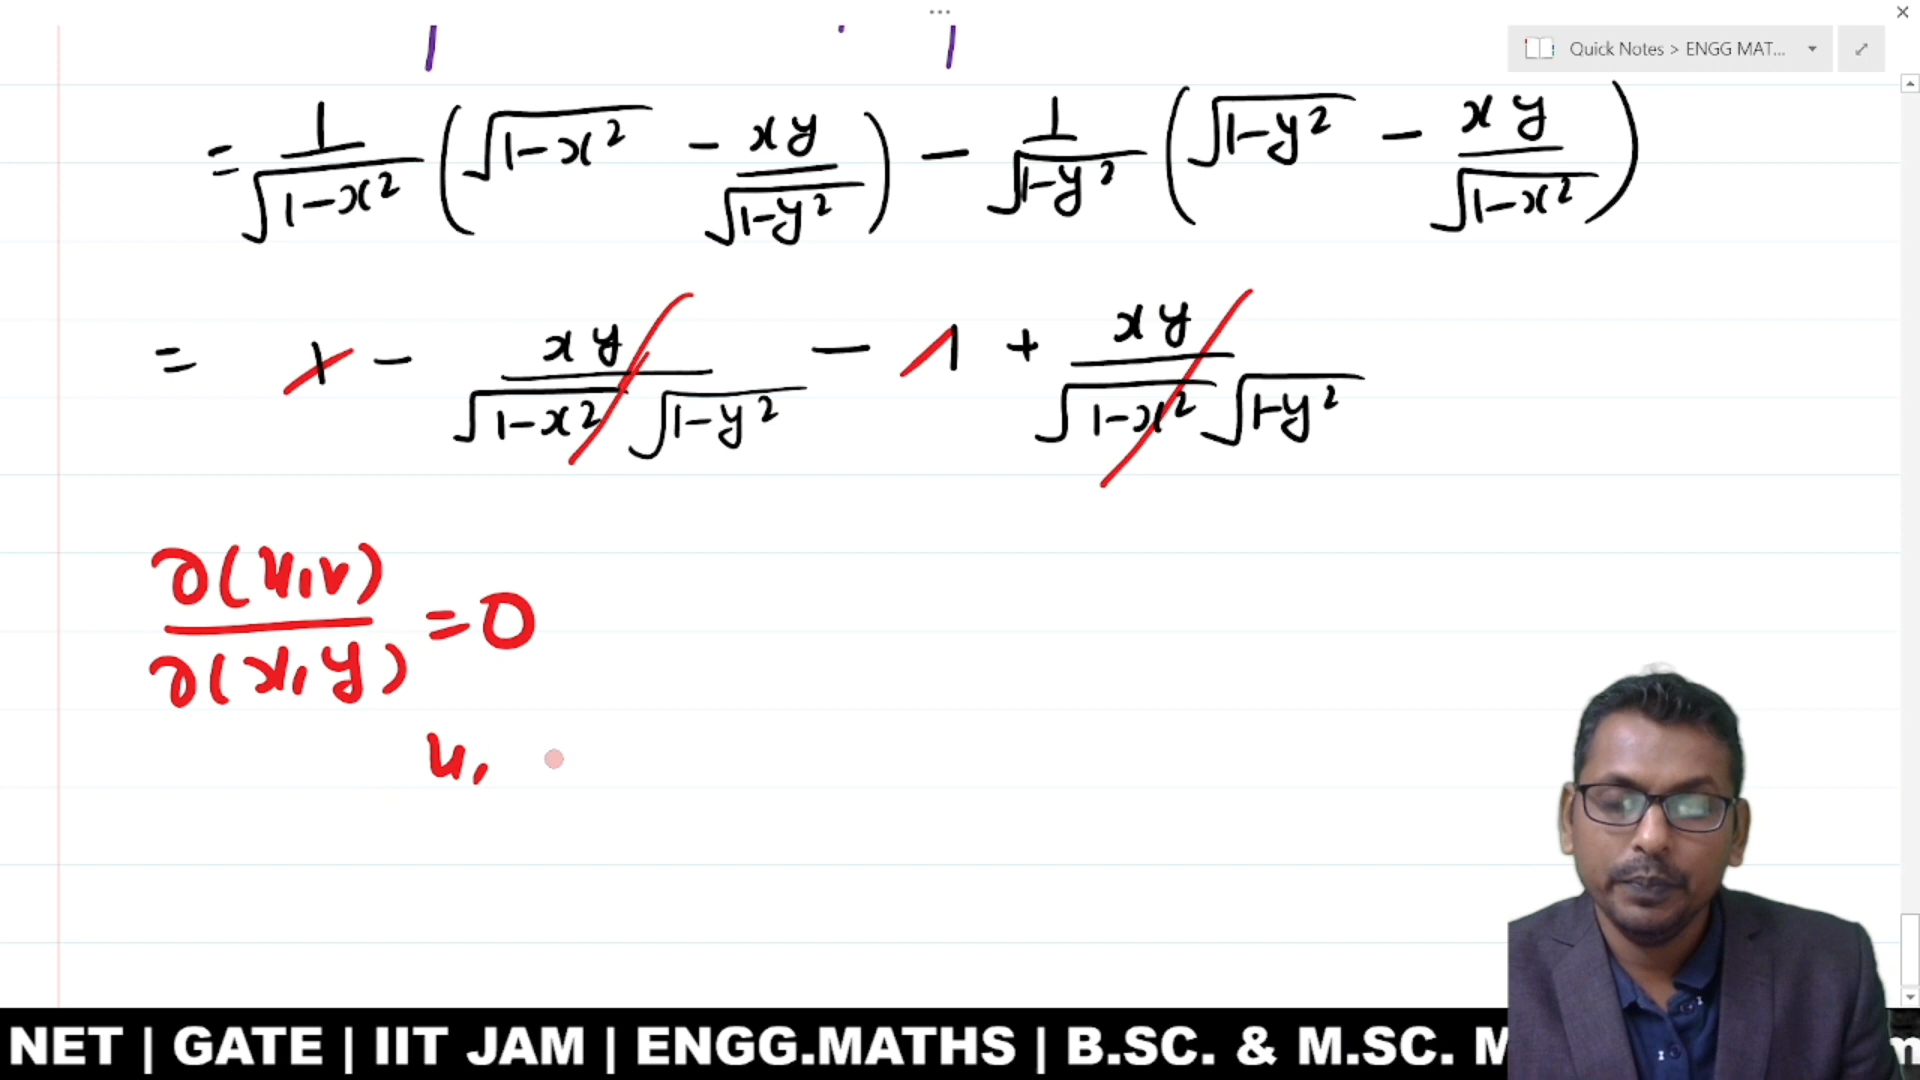 Quick Notes > ENGG MAT...
= 1/√(1-x²) ( √(1-x²) - xy/√(1-y²) ) - 1/√(1-y²) ( √(1-y²) - xy/√(1-x²) )
= 1 - xy/(√(1-x²) √(1-y²)) - 1 + xy/(√(1-x²) √(1-y²))
∂(u,v)/∂(x,y) = 0
u,
NET | GATE | IIT JAM | ENGG.MATHS | B.SC. & M.SC. M